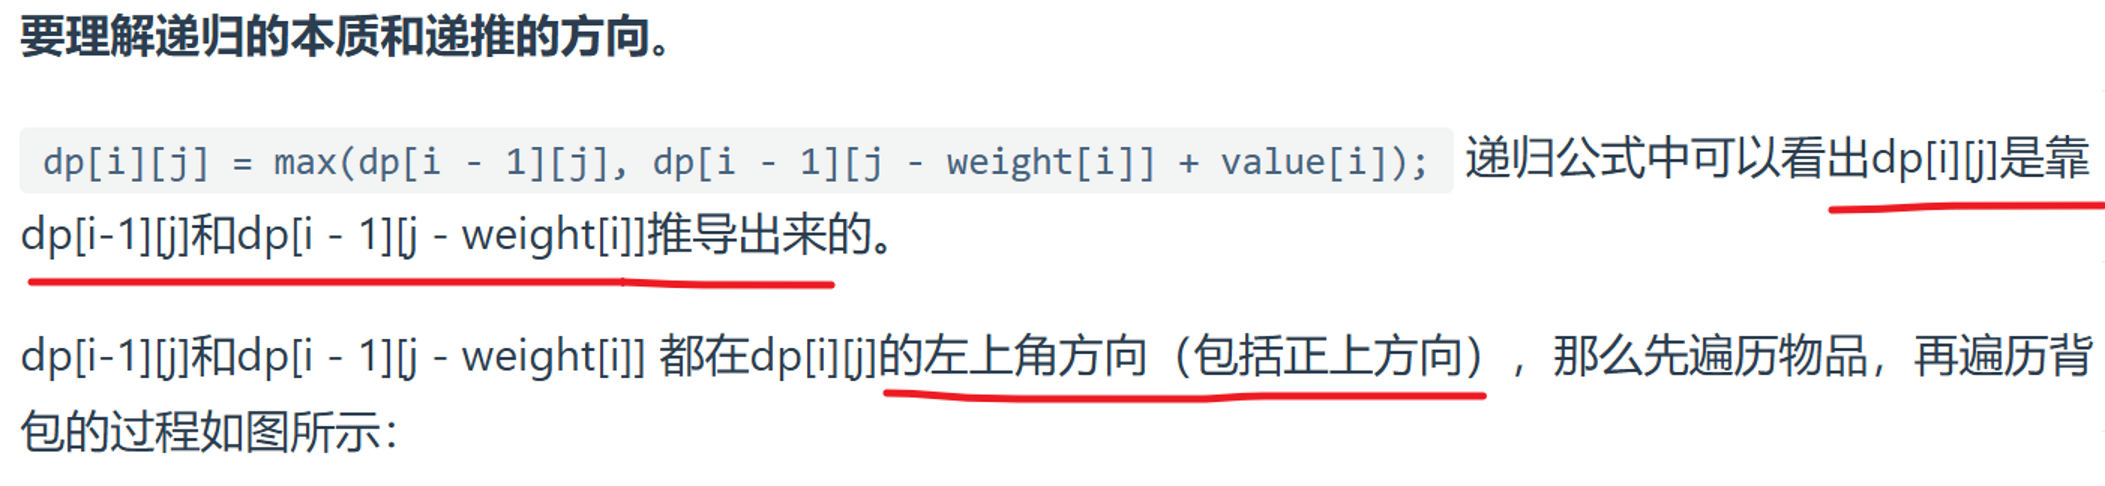 要理解递归的本质和递推的方向。
dp[i][j] = max(dp[i - 1][j], dp[i - 1][j - weight[i]] + value[i]); 递归公式中可以看出dp[i][j]是靠
dp[i-1][j]和dp[i - 1][j - weight[i]]推导出来的。
dp[i-1][j]和dp[i - 1][j - weight[i]] 都在dp[i][j]的左上角方向（包括正上方向），那么先遍历物品，再遍历背
包的过程如图所示：